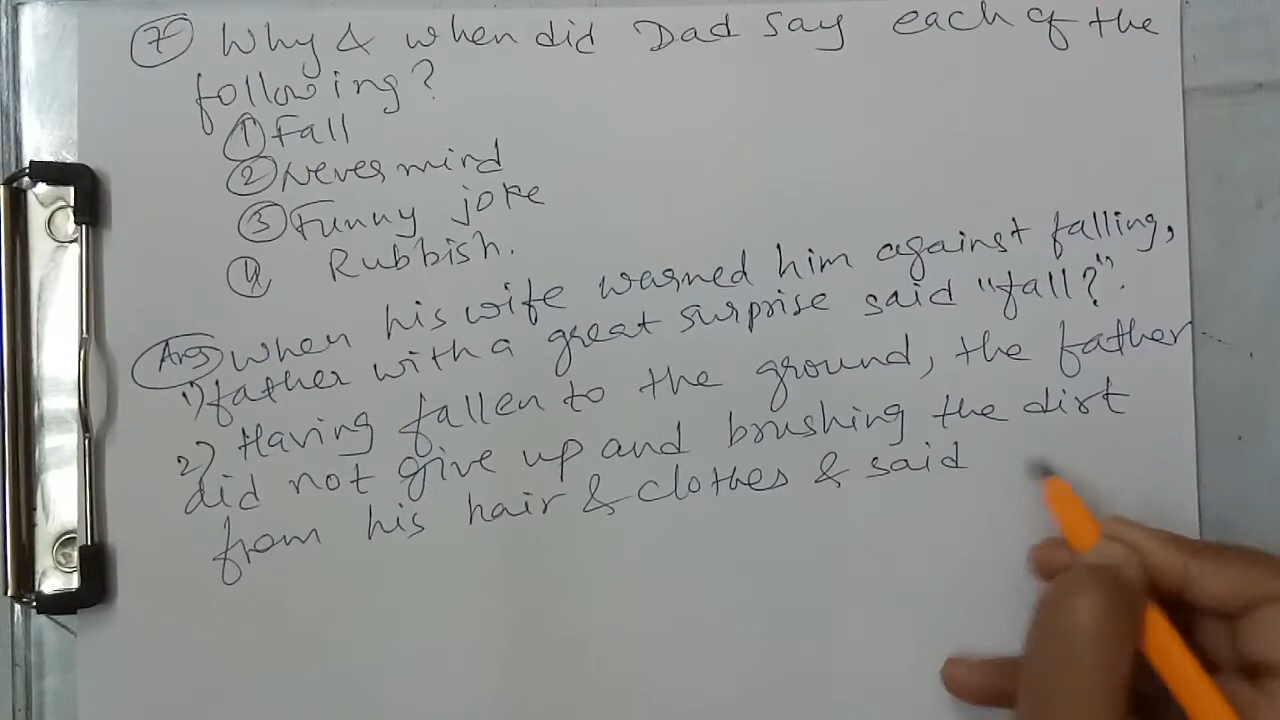 7 Why & when did Dad say each of the
following?
1 Fall
2 Never mind
3 Funny joke
4 Rubbish.
Ans When his wife warned him against falling,
1) father with a great surprise said "fall?".
2) Having fallen to the ground, the father
did not give up and brushing the dirt
from his hair & clothes & said